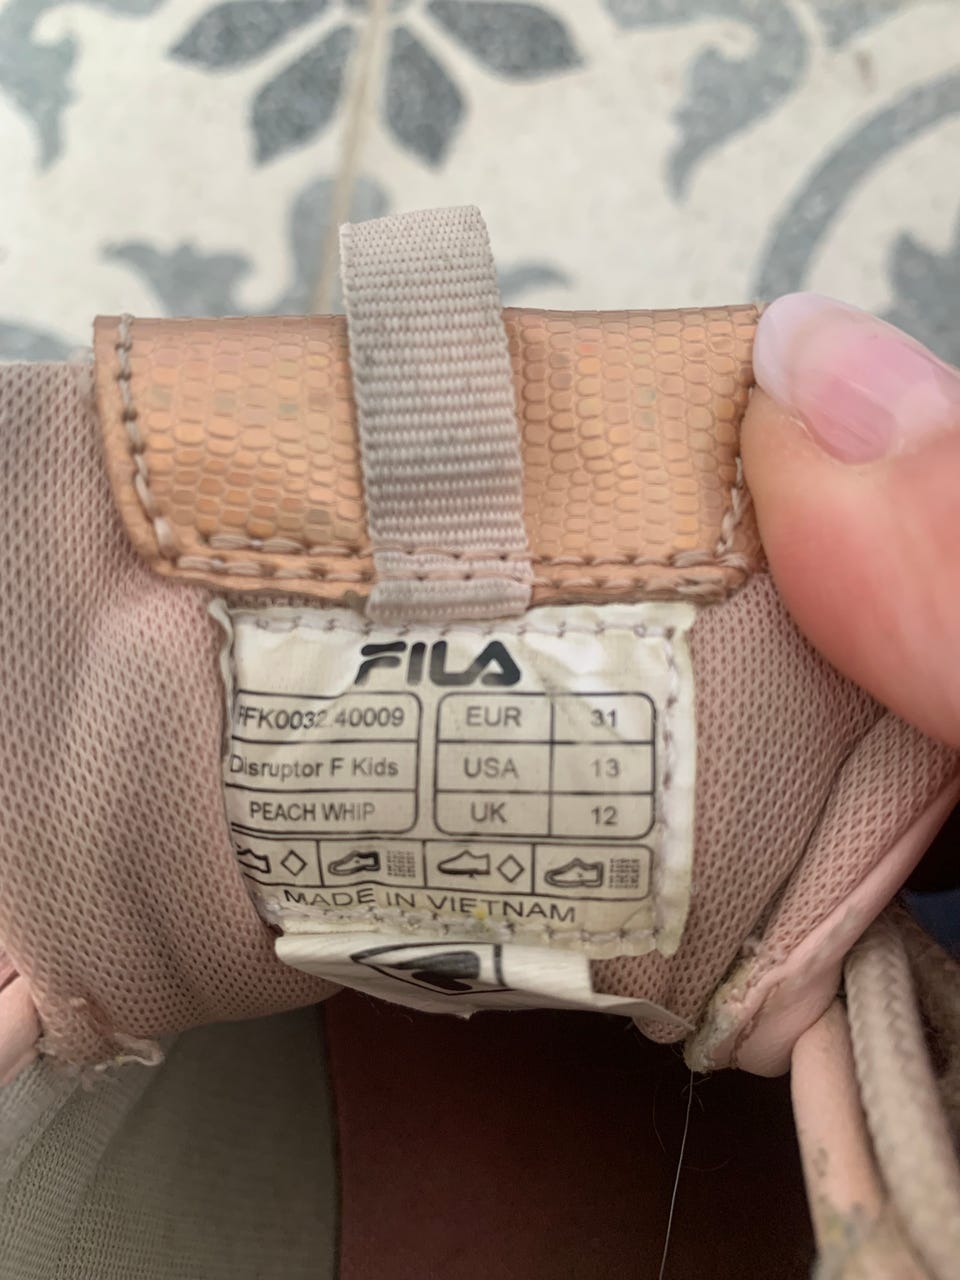 FILA
FFK0032.40009
Disruptor F Kids
PEACH WHIP
EUR 31
USA 13
UK 12
MADE IN VIETNAM